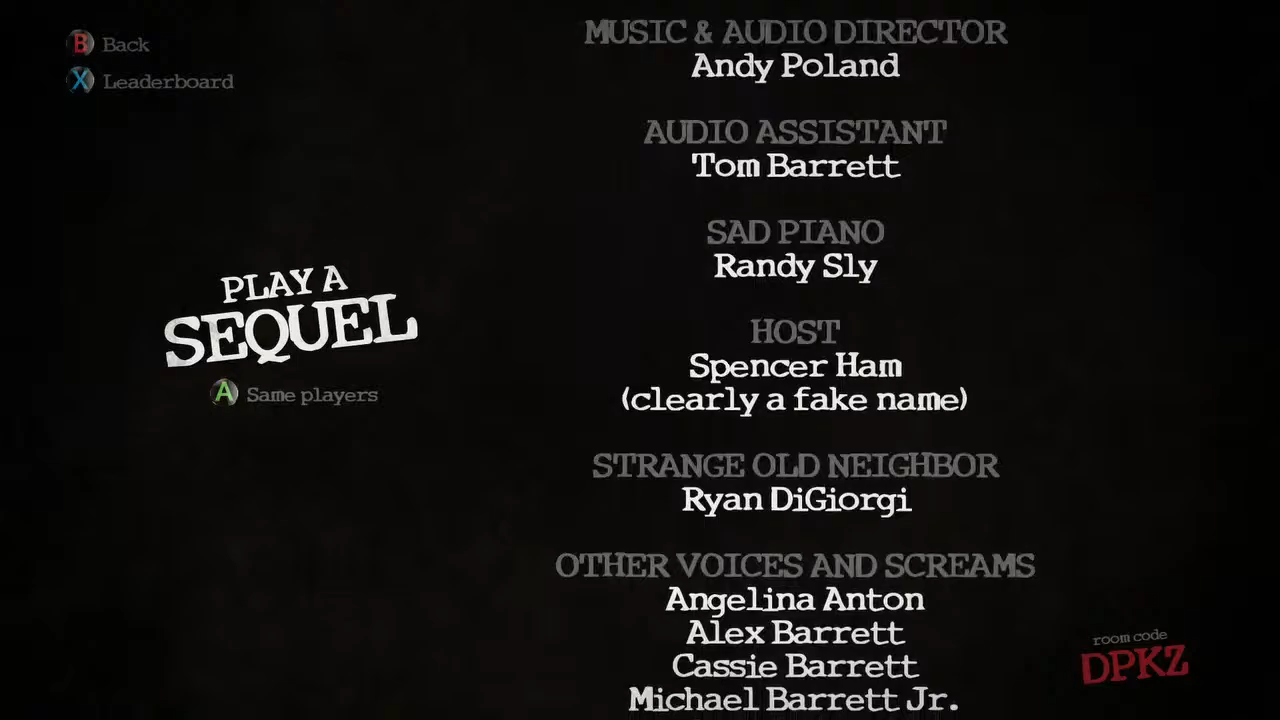 B Back
X Leaderboard
PLAY A
SEQUEL
A Same players
MUSIC & AUDIO DIRECTOR
Andy Poland
AUDIO ASSISTANT
Tom Barrett
SAD PIANO
Randy Sly
HOST
Spencer Ham
(clearly a fake name)
STRANGE OLD NEIGHBOR
Ryan DiGiorgi
OTHER VOICES AND SCREAMS
Angelina Anton
Alex Barrett
Cassie Barrett
Michael Barrett Jr.
room code
DPKZ